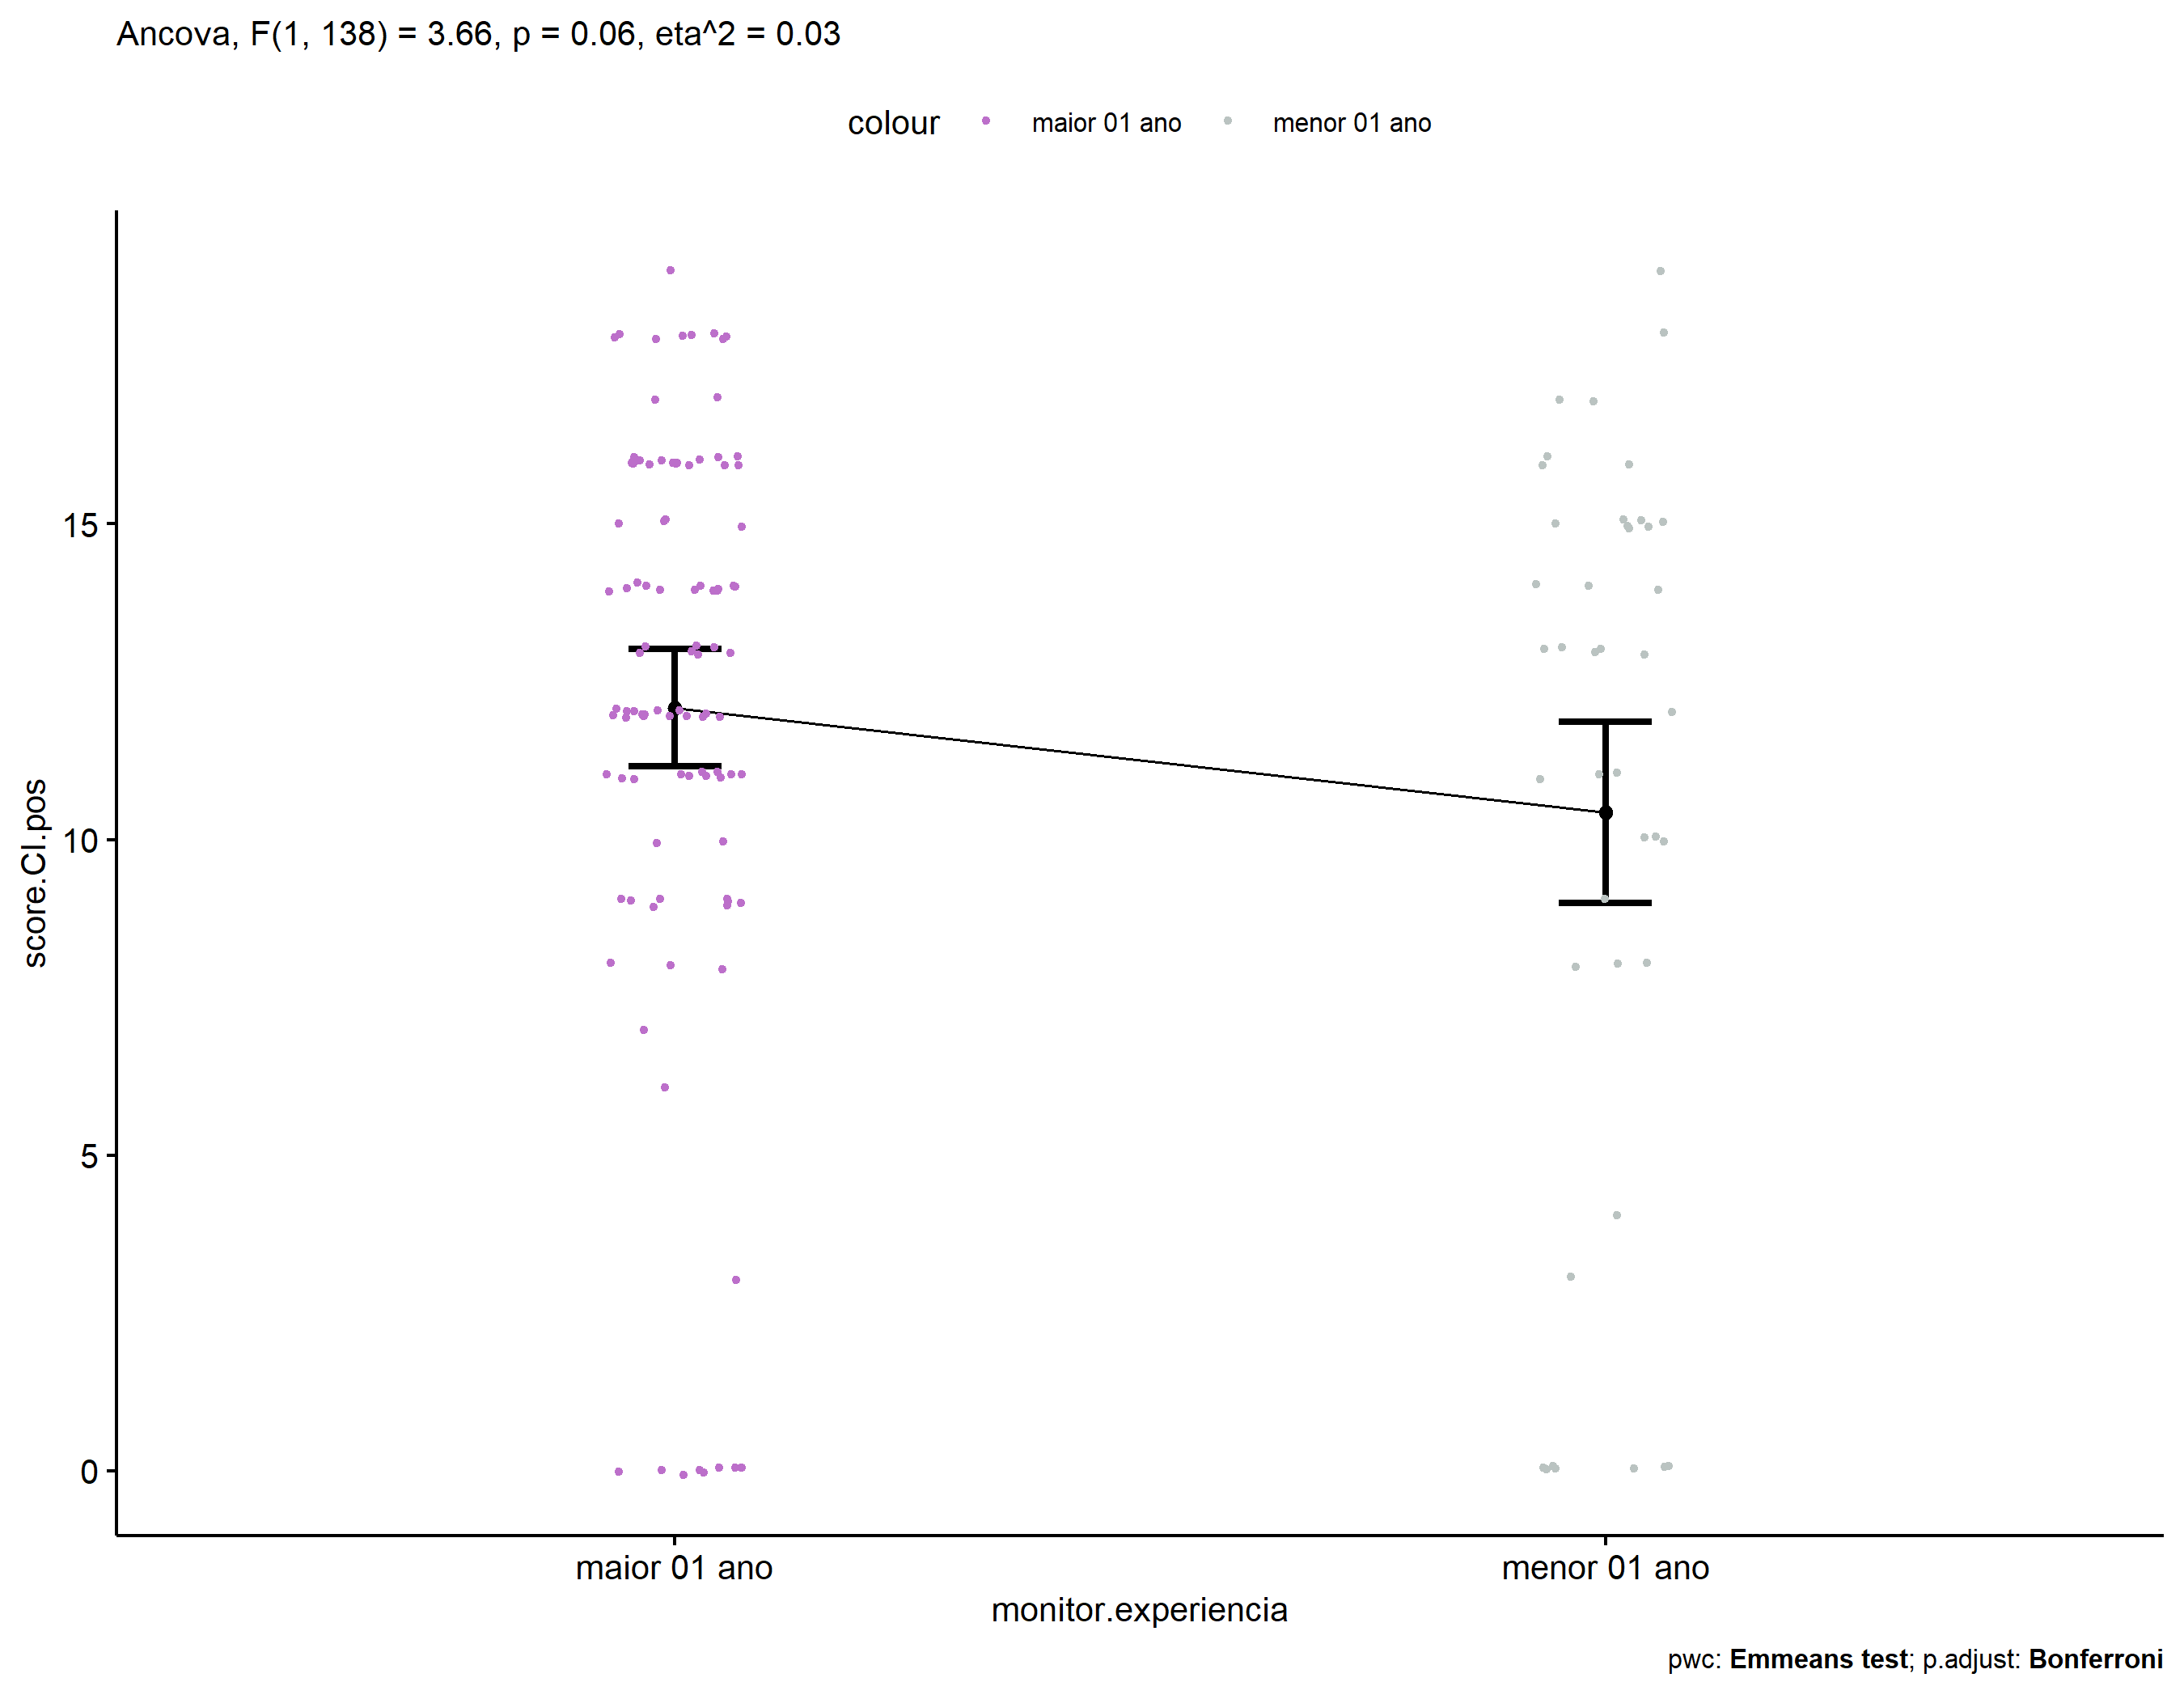 Ancova, F(1, 138) = 3.66, p = 0.06, eta^2 = 0.03
colour maior 01 ano menor 01 ano
score.CI.pos
15
10
5
0
maior 01 ano menor 01 ano
monitor.experiencia
pwc: Emmeans test; p.adjust: Bonferroni